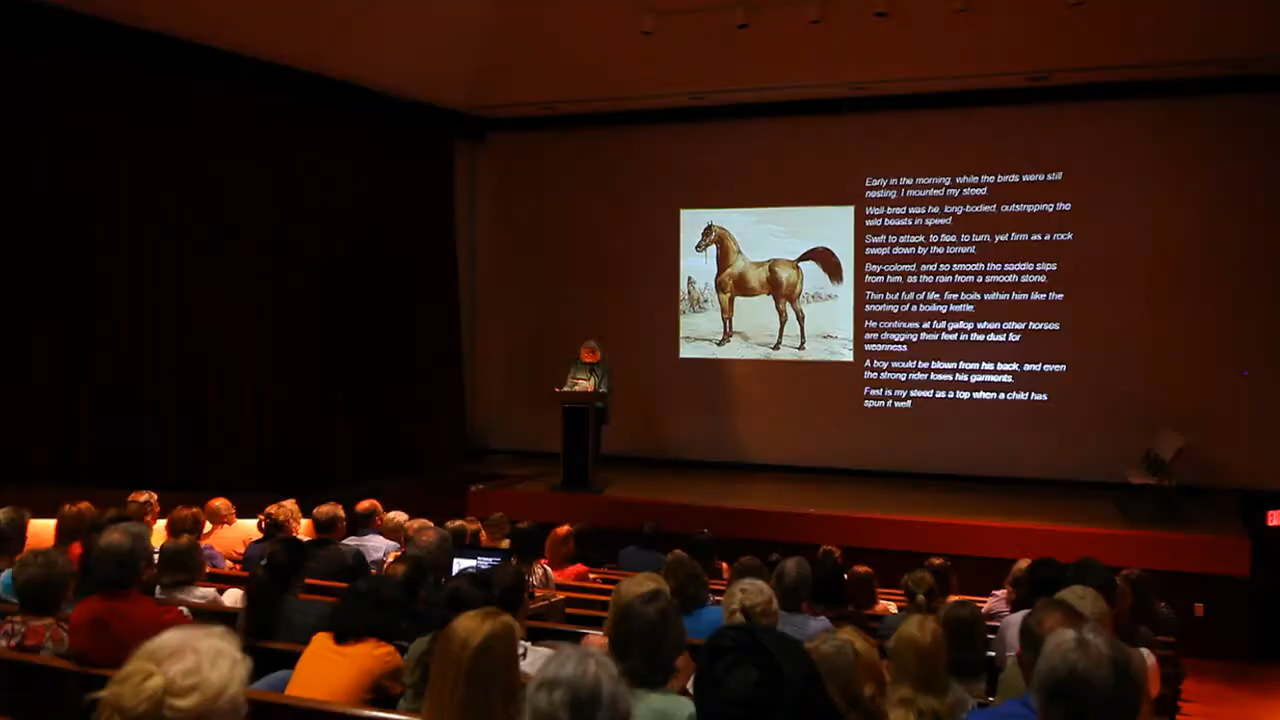 Early in the morning, while the birds were still
nesting, I mounted my steed.
Well-bred was he, long-bodied, outstripping the
wild beasts in speed,
Swift to attack, to flee, to turn, yet firm as a rock
swept down by the torrent,
Bay-colored, and so smooth the saddle slips
from him, as the rain from a smooth stone,
Thin but full of life, fire boils within him like the
snorting of a boiling kettle;
He continues at full gallop when other horses
are dragging their feet in the dust for
weariness.
A boy would be blown from his back, and even
the strong rider loses his garments.
Fast is my steed as a top when a child has
spun it well.